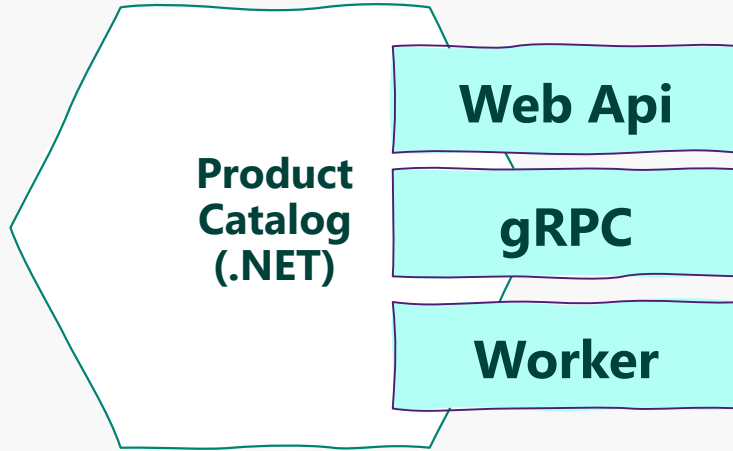 Product
Catalog
(.NET)
Web Api
gRPC
Worker